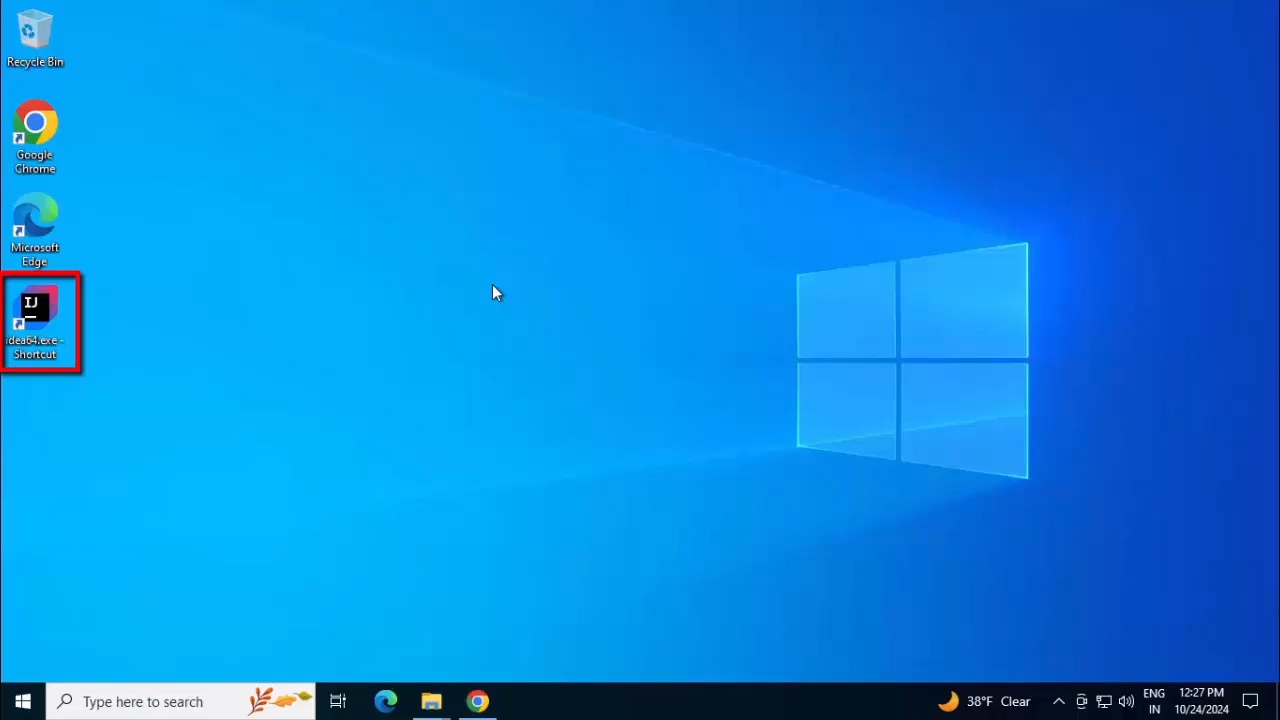 Recycle Bin
Google
Chrome
Microsoft
Edge
IJ
idea64.exe -
Shortcut
Type here to search
38°F Clear
ENG
IN
12:27 PM
10/24/2024